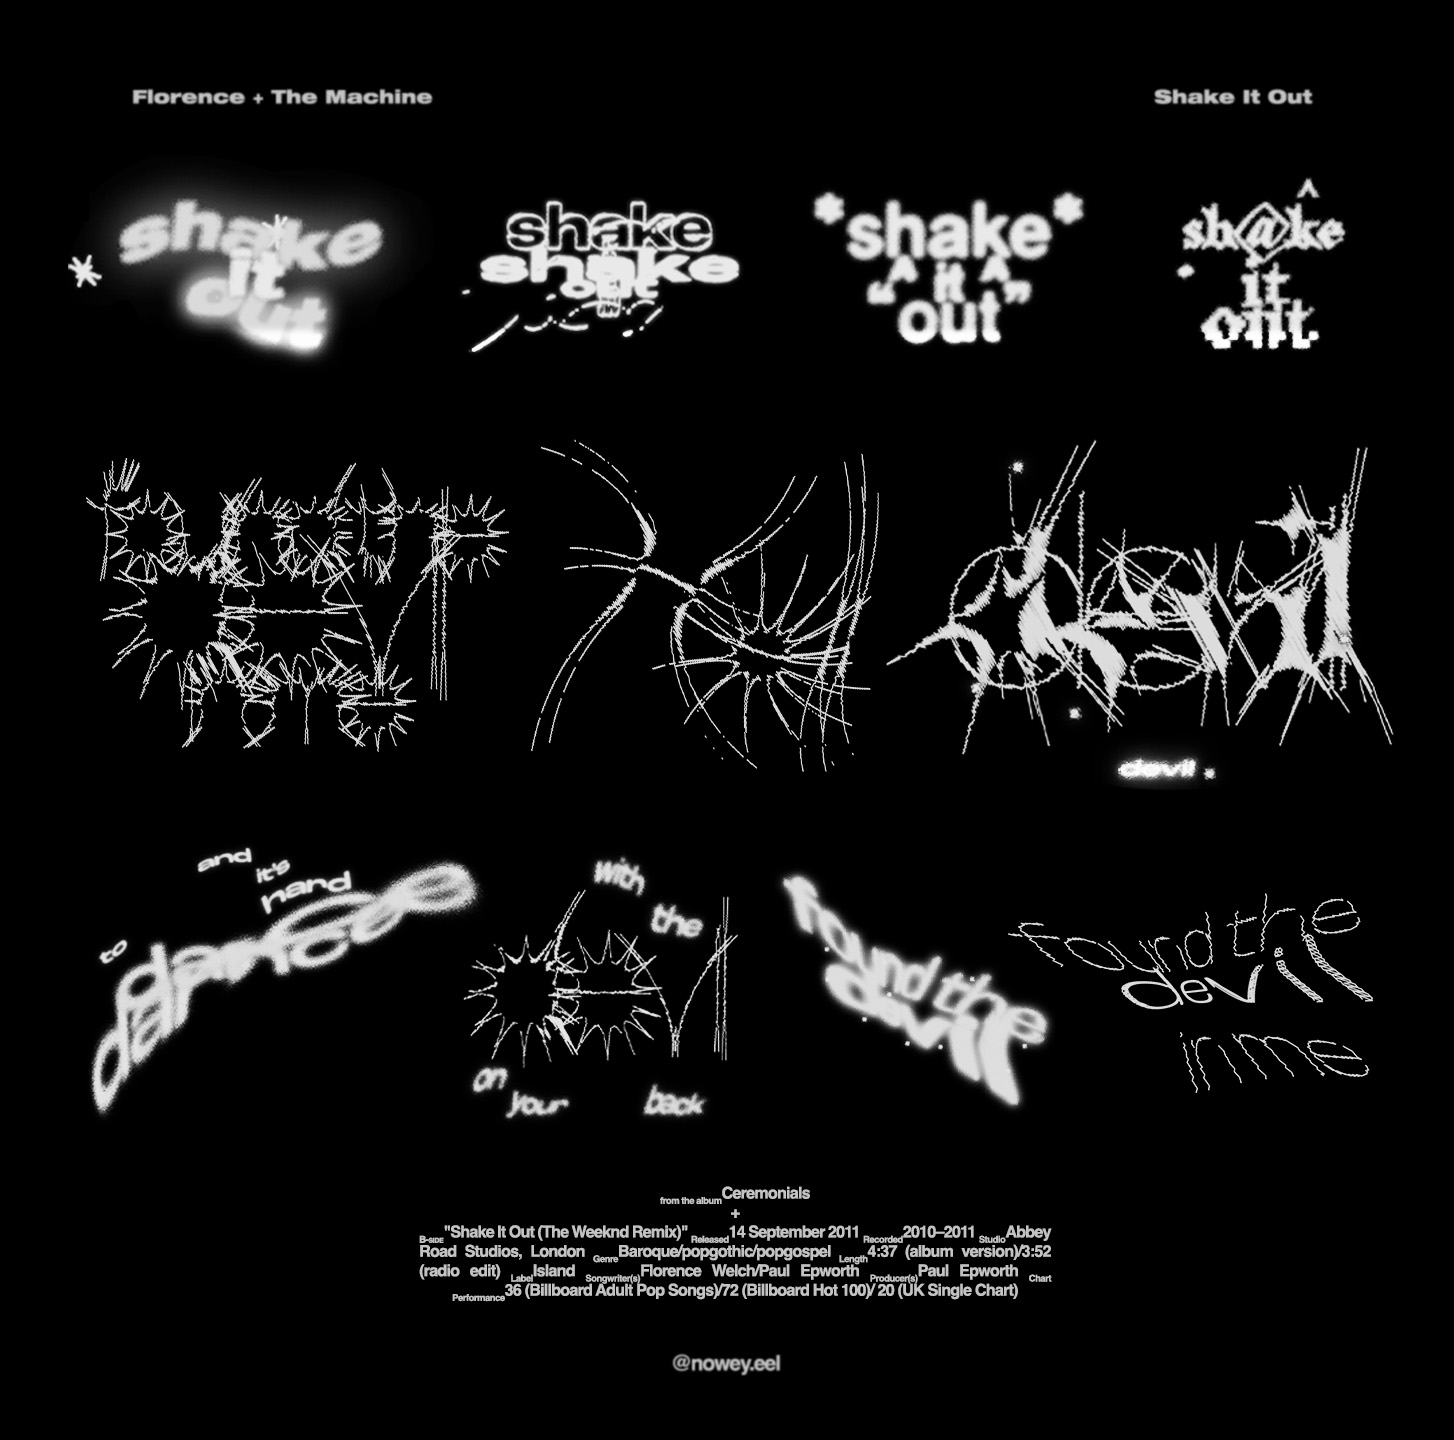 Florence + The Machine
Shake It Out
shake
it
out
shake
shake
out
*shake*
^ it ^
“out”
^
sh@ke
it
out.
devil
devil.
and
it's
hard
to
dance
dance
with
the
devil
on
your
back
found the
devil
found the
devil
in me
from the album Ceremonials
+
B-SIDE "Shake It Out (The Weeknd Remix)" Released 14 September 2011 Recorded 2010–2011 Studio Abbey
Road Studios, London Genre Baroque/popgothic/popgospel Length 4:37 (album version)/3:52
(radio edit) Label Island Songwriter(s) Florence Welch/Paul Epworth Producer(s) Paul Epworth Chart
Performance 36 (Billboard Adult Pop Songs)/72 (Billboard Hot 100)/ 20 (UK Single Chart)
@nowey.eel